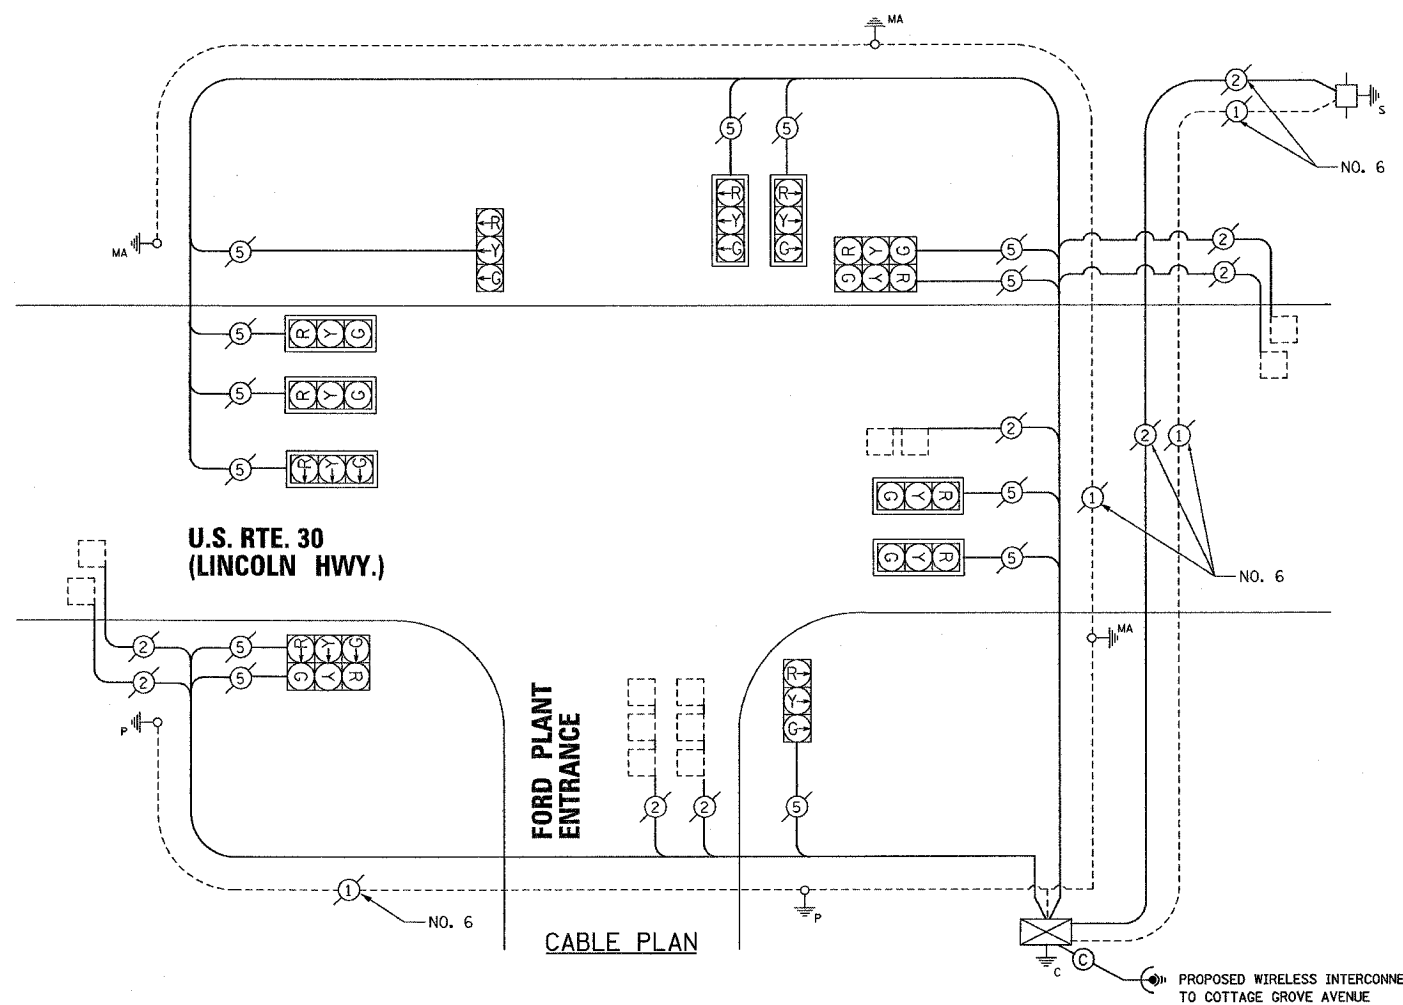 MA
2
1
S
NO. 6
5 5
R R
Y Y
G G
MA
5
R
Y
G
R Y G
G Y R
5
5
2
2
5
R Y G
5
R Y G
5
R Y G
2
2 1
5
G Y R
1
5
G Y R
NO. 6
U.S. RTE. 30
(LINCOLN HWY.)
MA
2 5
R Y G
2 5
G Y R
P
FORD PLANT
ENTRANCE
R
Y
G
2 2 5
1
NO. 6
P
CABLE PLAN
C
C
PROPOSED WIRELESS INTERCONNE
TO COTTAGE GROVE AVENUE